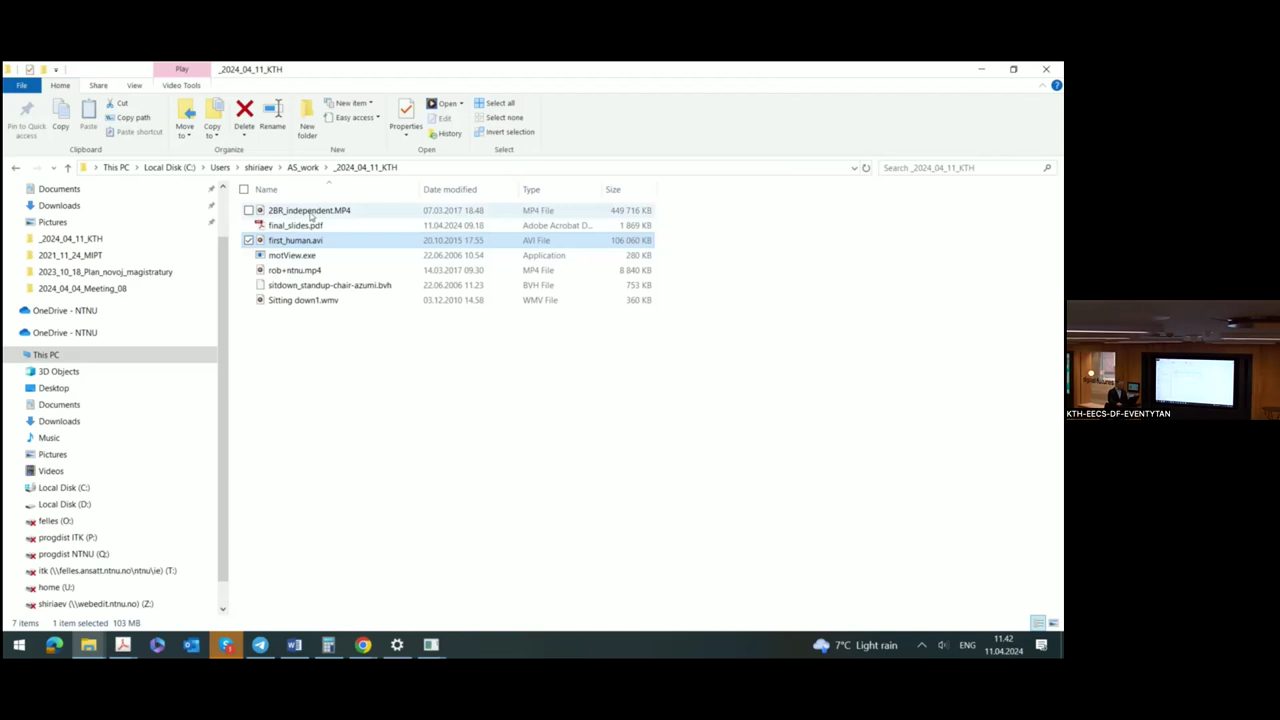 Play
_2024_04_11_KTH
File
Home
Share
View
Video Tools
Pin to Quick access
Copy
Paste
Cut
Copy path
Paste shortcut
Clipboard
Move to
Copy to
Delete
Rename
Organize
New folder
New item
Easy access
New
Properties
Open
Edit
History
Open
Select all
Select none
Invert selection
Select
This PC > Local Disk (C:) > Users > shiriaev > AS_work > _2024_04_11_KTH
Search _2024_04_11_KTH
Documents
Downloads
Pictures
_2024_04_11_KTH
2021_11_24_MIPT
2023_10_18_Plan_novoj_magistratury
2024_04_04_Meeting_08
OneDrive - NTNU
OneDrive - NTNU
This PC
3D Objects
Desktop
Documents
Downloads
Music
Pictures
Videos
Local Disk (C:)
Local Disk (D:)
felles (O:)
progdist ITK (P:)
progdist NTNU (Q:)
itk (\\felles.ansatt.ntnu.no\ntnu\ie) (T:)
home (U:)
shiriaev (\\webedit.ntnu.no) (Z:)
Name Date modified Type Size
2BR_independent.MP4 07.03.2017 18.48 MP4 File 449 716 KB
final_slides.pdf 11.04.2024 09.18 Adobe Acrobat D... 1 869 KB
first_human.avi 20.10.2015 17.55 AVI File 106 060 KB
motView.exe 22.06.2006 10.54 Application 280 KB
rob+ntnu.mp4 14.03.2017 09.30 MP4 File 8 840 KB
sitdown_standup-chair-azumi.bvh 22.06.2006 11.23 BVH File 753 KB
Sitting down1.wmv 03.12.2010 14.58 WMV File 360 KB
7 items 1 item selected 103 MB
7°C Light rain
ENG
11.42
11.04.2024
KTH-EECS-DF-EVENTYTAN